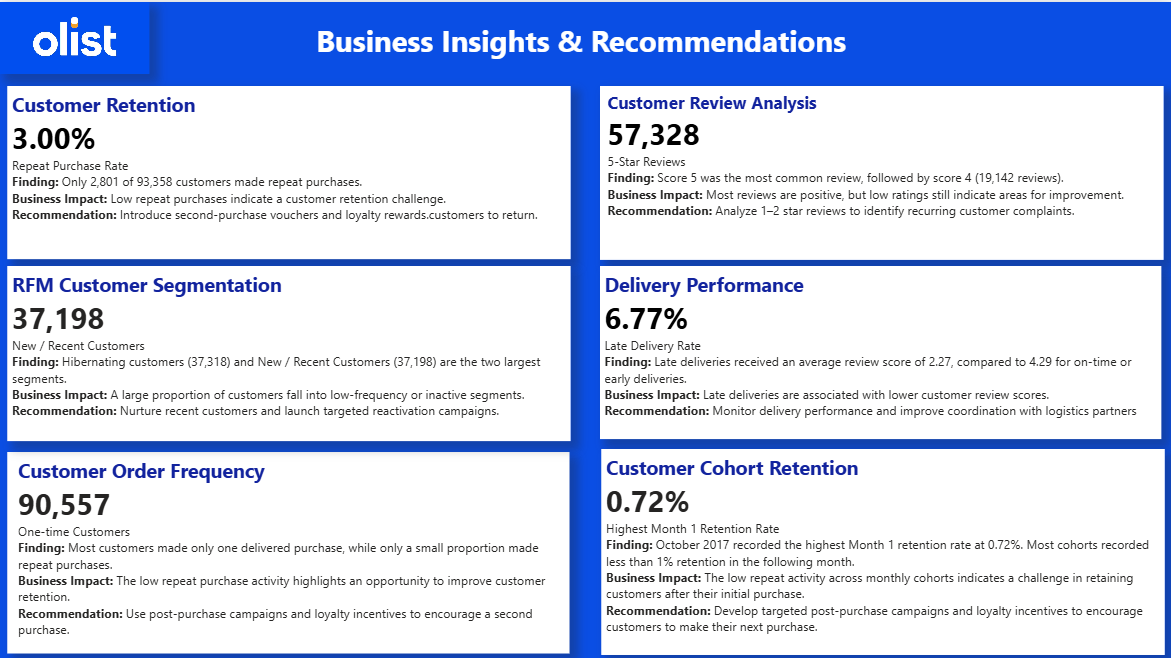 olist
Business Insights & Recommendations
Customer Retention
3.00%
Repeat Purchase Rate
Finding: Only 2,801 of 93,358 customers made repeat purchases.
Business Impact: Low repeat purchases indicate a customer retention challenge.
Recommendation: Introduce second-purchase vouchers and loyalty rewards.customers to return.
Customer Review Analysis
57,328
5-Star Reviews
Finding: Score 5 was the most common review, followed by score 4 (19,142 reviews).
Business Impact: Most reviews are positive, but low ratings still indicate areas for improvement.
Recommendation: Analyze 1–2 star reviews to identify recurring customer complaints.
RFM Customer Segmentation
37,198
New / Recent Customers
Finding: Hibernating customers (37,318) and New / Recent Customers (37,198) are the two largest
segments.
Business Impact: A large proportion of customers fall into low-frequency or inactive segments.
Recommendation: Nurture recent customers and launch targeted reactivation campaigns.
Delivery Performance
6.77%
Late Delivery Rate
Finding: Late deliveries received an average review score of 2.27, compared to 4.29 for on-time or
early deliveries.
Business Impact: Late deliveries are associated with lower customer review scores.
Recommendation: Monitor delivery performance and improve coordination with logistics partners
Customer Order Frequency
90,557
One-time Customers
Finding: Most customers made only one delivered purchase, while only a small proportion made
repeat purchases.
Business Impact: The low repeat purchase activity highlights an opportunity to improve customer
retention.
Recommendation: Use post-purchase campaigns and loyalty incentives to encourage a second
purchase.
Customer Cohort Retention
0.72%
Highest Month 1 Retention Rate
Finding: October 2017 recorded the highest Month 1 retention rate at 0.72%. Most cohorts recorded
less than 1% retention in the following month.
Business Impact: The low repeat activity across monthly cohorts indicates a challenge in retaining
customers after their initial purchase.
Recommendation: Develop targeted post-purchase campaigns and loyalty incentives to encourage
customers to make their next purchase.